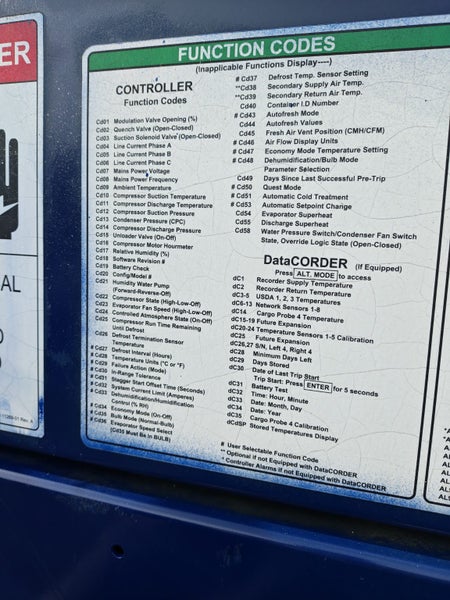 ER
AL
D
FUNCTION CODES
(Inapplicable Functions Display----)
CONTROLLER
Function Codes
Cd01 Modulation Valve Opening (%)
Cd02 Quench Valve (Open-Closed)
Cd03 Suction Solenoid Valve (Open-Closed)
Cd04 Line Current Phase A
Cd05 Line Current Phase B
Cd06 Line Current Phase C
Cd07 Mains Power Voltage
Cd08 Mains Power Frequency
Cd09 Ambient Temperature
Cd10 Compressor Suction Temperature
Cd11 Compressor Discharge Temperature
Cd12 Compressor Suction Pressure
Cd13 Condenser Pressure (CPC)
Cd14 Compressor Discharge Pressure
Cd15 Unloader Valve (On-Off)
Cd16 Compressor Motor Hourmeter
Cd17 Relative Humidity (%)
Cd18 Software Revision #
Cd19 Battery Check
Cd20 Config/Model #
Cd21 Humidity Water Pump
(Forward-Reverse-Off)
Cd22 Compressor State (High-Low-Off)
Cd23 Evaporator Fan Speed (High-Low-Off)
Cd24 Controlled Atmosphere State (On-Off)
Cd25 Compressor Run Time Remaining
Until Defrost
Cd26 Defrost Termination Sensor
Temperature
# Cd27 Defrost Interval (Hours)
# Cd28 Temperature Units (°C or °F)
# Cd29 Failure Action (Mode)
# Cd30 In-Range Tolerance
# Cd31 Stagger Start Offset Time (Seconds)
# Cd32 System Current Limit (Amperes)
# Cd33 Dehumidification/Humidification
Control (% RH)
# Cd34 Economy Mode (On-Off)
# Cd35 Bulb Mode (Normal-Bulb)
# Cd36 Evaporator Speed Select
(Cd35 Must Be In BULB)
# Cd37 Defrost Temp. Sensor Setting
**Cd38 Secondary Supply Air Temp.
**Cd39 Secondary Return Air Temp.
Cd40 Container I.D Number
# Cd43 Autofresh Mode
Cd44 Autofresh Values
Cd45 Fresh Air Vent Position (CMH/CFM)
# Cd46 Air Flow Display Units
# Cd47 Economy Mode Temperature Setting
# Cd48 Dehumidification/Bulb Mode
Parameter Selection
Cd49 Days Since Last Successful Pre-Trip
# Cd50 Quest Mode
# Cd51 Automatic Cold Treatment
# Cd53 Automatic Setpoint Change
Cd54 Evaporator Superheat
Cd55 Discharge Superheat
Cd58 Water Pressure Switch/Condenser Fan Switch
State, Override Logic State (Open-Closed)
DataCORDER (If Equipped)
Press ALT. MODE to access
dC1 Recorder Supply Temperature
dC2 Recorder Return Temperature
dC3-5 USDA 1, 2, 3 Temperatures
dC6-13 Network Sensors 1-8
dC14 Cargo Probe 4 Temperature
dC15-19 Future Expansion
dC20-24 Temperature Sensors 1-5 Calibration
dC25 Future Expansion
dC26,27 S/N, Left 4, Right 4
dC28 Minimum Days Left
dC29 Days Stored
dC30 Date of Last Trip Start
Trip Start: Press ENTER for 5 seconds
dC31 Battery Test
dC32 Time: Hour, Minute
dC33 Date: Month, Day
dC34 Date: Year
dC35 Cargo Probe 4 Calibration
dCdSP Stored Temperatures Display
# User Selectable Function Code
** Optional if not Equipped with DataCORDER
* Controller Alarms if not Equipped with DataCORDER